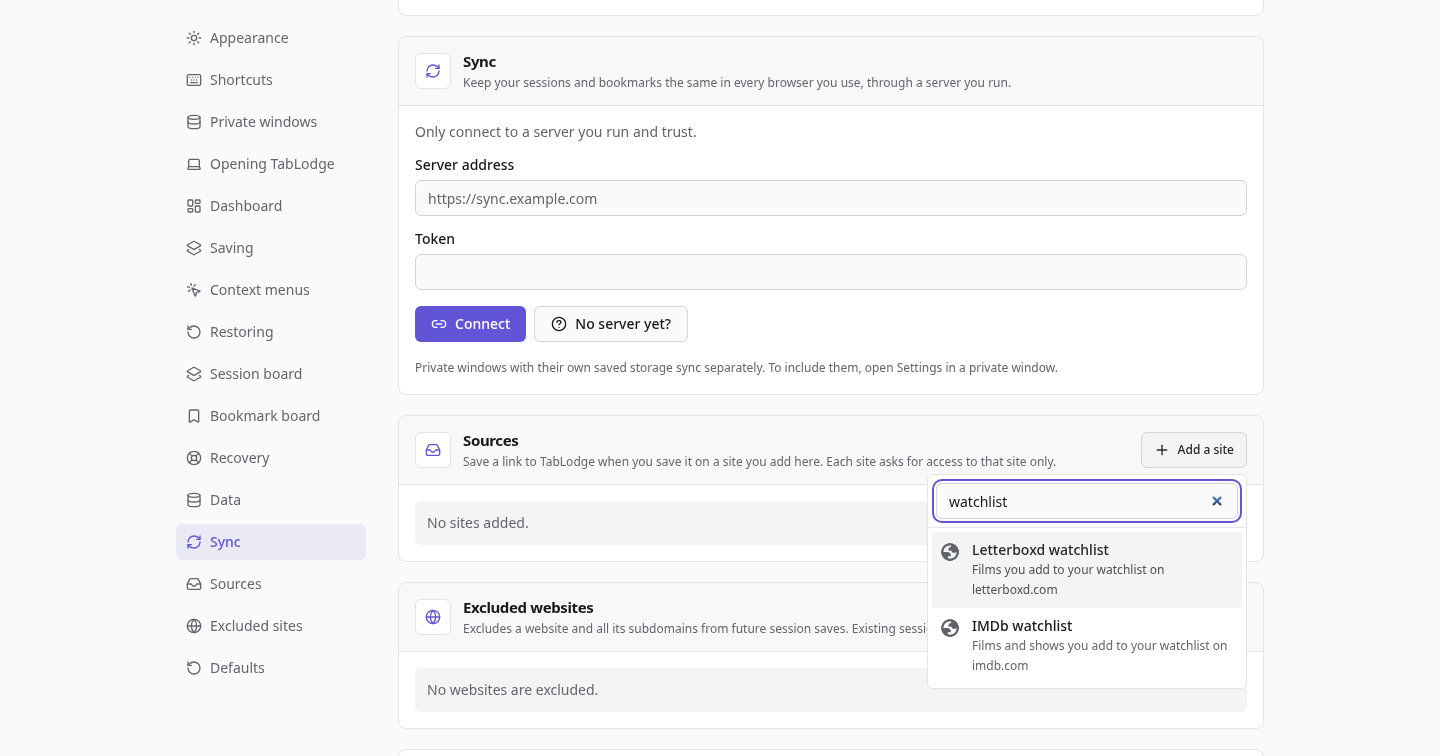 Appearance
Shortcuts
Private windows
Opening TabLodge
Dashboard
Saving
Context menus
Restoring
Session board
Bookmark board
Recovery
Data
Sync
Sources
Excluded sites
Defaults
Sync
Keep your sessions and bookmarks the same in every browser you use, through a server you run.
Only connect to a server you run and trust.
Server address
https://sync.example.com
Token
Connect
No server yet?
Private windows with their own saved storage sync separately. To include them, open Settings in a private window.
Sources
Save a link to TabLodge when you save it on a site you add here. Each site asks for access to that site only.
Add a site
No sites added.
watchlist
Letterboxd watchlist
Films you add to your watchlist on
letterboxd.com
IMDb watchlist
Films and shows you add to your watchlist on
imdb.com
Excluded websites
Excludes a website and all its subdomains from future session saves. Existing
No websites are excluded.